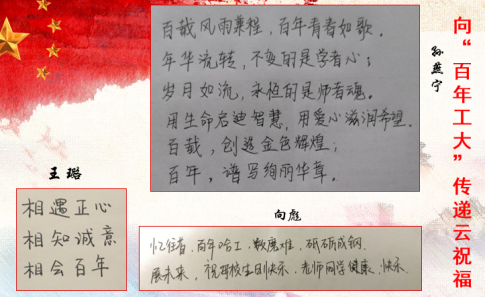 向“百年工大”传递云祝福
孙燕宁
百哉风雨兼程，百年青春如歌。
年华流转，不变的是学者心；
岁月如流，永恒的是师者魂。
用生命启迪智慧，用爱心滋润希望。
百哉，创造金色辉煌；
百年，谱写绚丽华章。
王璐
相遇正心
相知诚意
相会百年
向彪
忆往昔，百年哈工，数磨难，砥砺成钢
展未来，祝母校生日快乐，老师同学健康、快乐